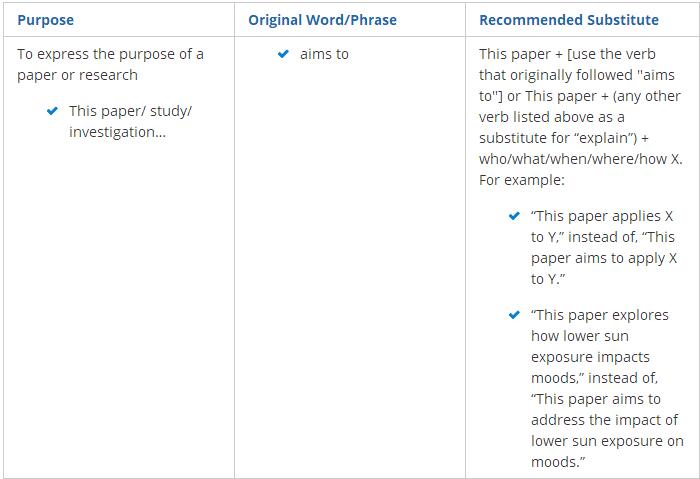 Purpose
Original Word/Phrase
Recommended Substitute
To express the purpose of a
paper or research
This paper/ study/
investigation…
aims to
This paper + [use the verb
that originally followed "aims
to"] or This paper + (any other
verb listed above as a
substitute for “explain”) +
who/what/when/where/how X.
For example:
“This paper applies X
to Y,” instead of, “This
paper aims to apply X
to Y.”
“This paper explores
how lower sun
exposure impacts
moods,” instead of,
“This paper aims to
address the impact of
lower sun exposure on
moods.”